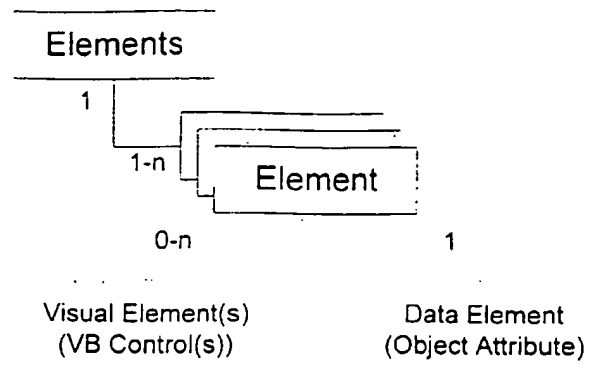 Elements
1
1-n
Element
0-n
1
Visual Element(s)
(VB Control(s))
Data Element
(Object Attribute)